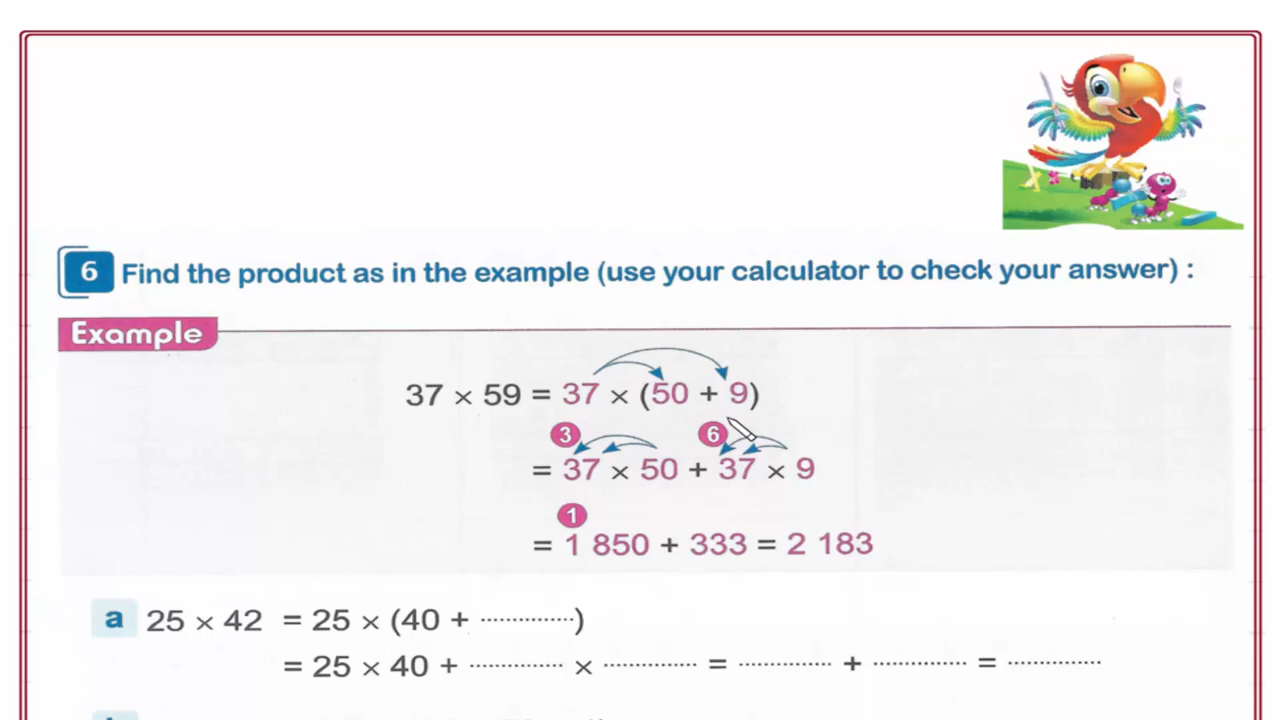 6 Find the product as in the example (use your calculator to check your answer) :
Example
37 × 59 = 37 × (50 + 9)
3 6
= 37 × 50 + 37 × 9
1
= 1 850 + 333 = 2 183
a 25 × 42 = 25 × (40 + ..............)
= 25 × 40 + .............. × .............. = .............. + .............. = ..............